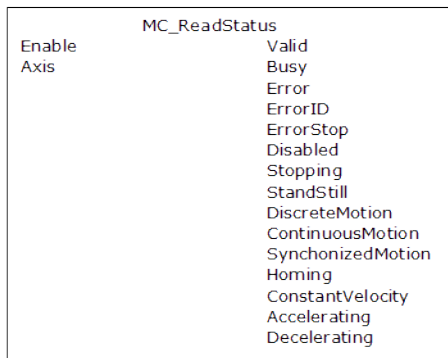 MC_ReadStatus
Enable Valid
Axis Busy
Error
ErrorID
ErrorStop
Disabled
Stopping
StandStill
DiscreteMotion
ContinuousMotion
SynchonizedMotion
Homing
ConstantVelocity
Accelerating
Decelerating